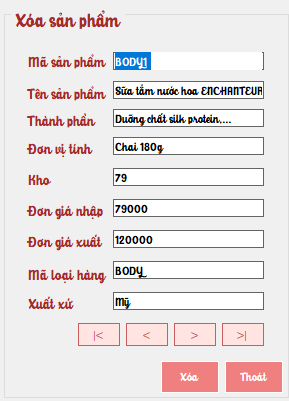 Xóa sản phẩm
Mã sản phẩm BODY1
Tên sản phẩm Sữa tắm nước hoa ENCHANTEUR
Thành phần Dưỡng chất silk protein,...
Đơn vị tính Chai 180g
Kho 79
Đơn giá nhập 79000
Đơn giá xuất 120000
Mã loại hàng BODY_
Xuất xứ Mỹ
|< < > >|
Xóa Thoát